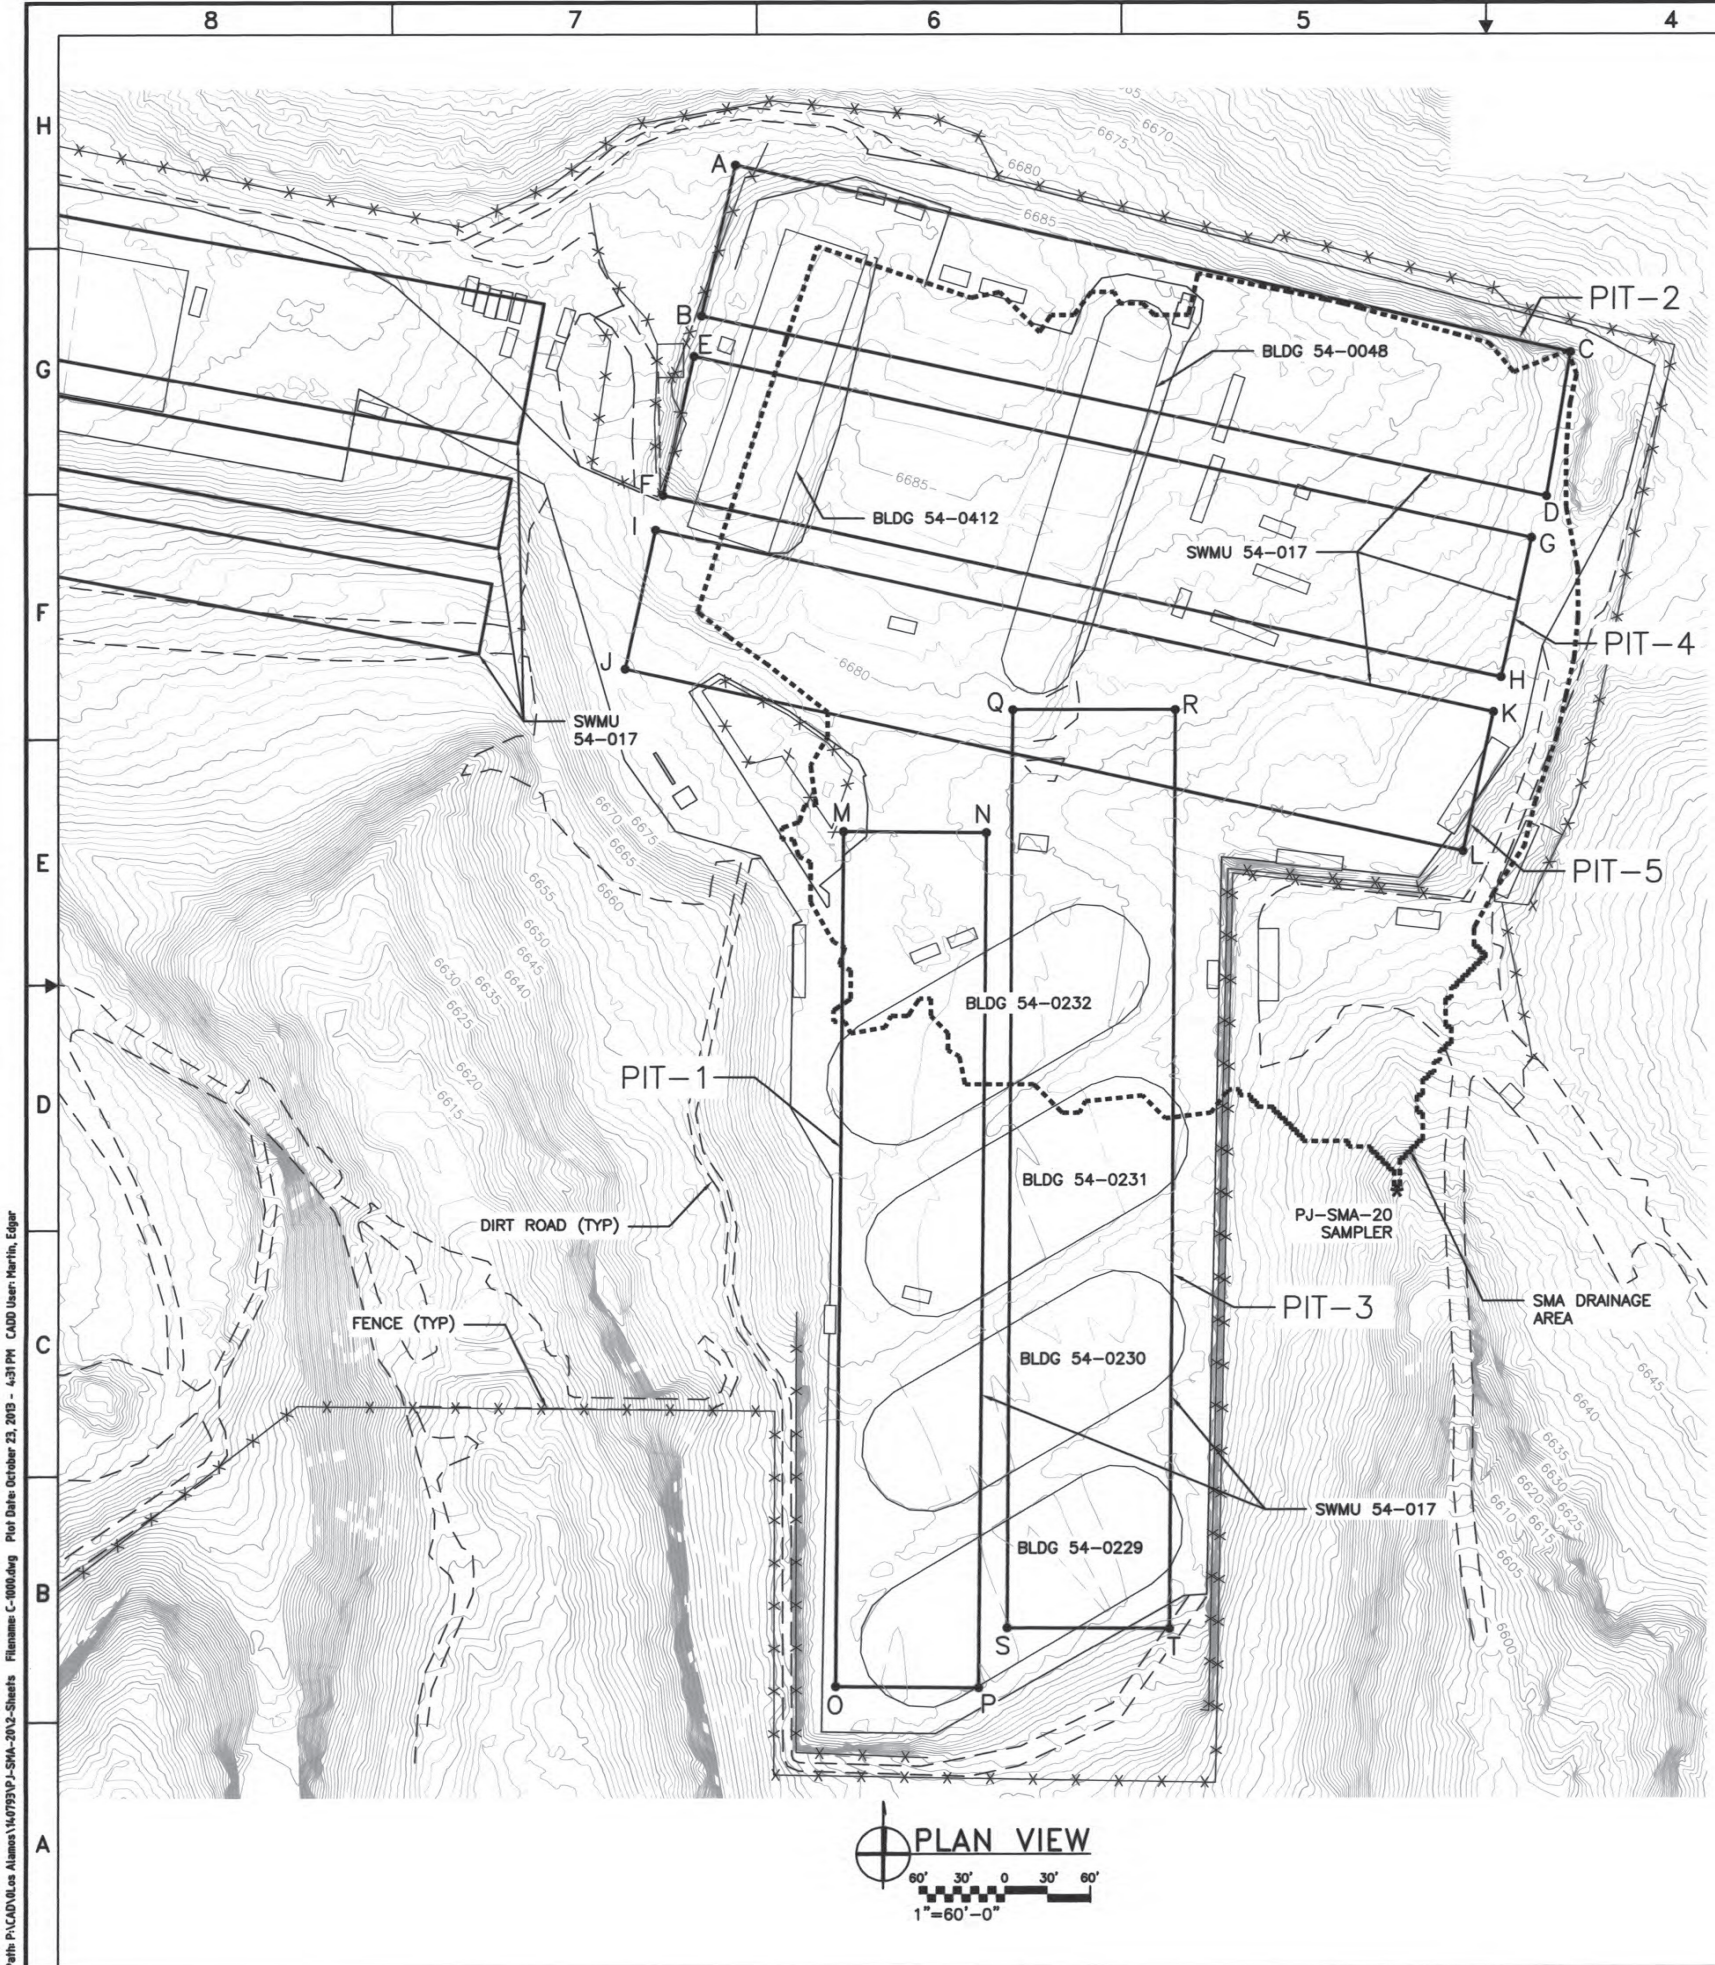 8 7 6 5 4
H
6685 6675 6670
A
6680
6685
PIT-2
B
E
C
G
BLDG 54-0048
6685
F
D
BLDG 54-0412
I
G
SWMU 54-017
F
6680
PIT-4
J
H
Q R
K
SWMU
54-017
6670 6675
M N
6665
E
L
PIT-5
6655
6660
6650
6645
6640
6630
6635
6625
BLDG 54-0232
6620
PIT-1
D
6615
BLDG 54-0231
PJ-SMA-20
SAMPLER
DIRT ROAD (TYP)
SMA DRAINAGE
AREA
PIT-3
FENCE (TYP)
C
BLDG 54-0230
6645
6640
6635
6630
6625
6620
6615
6610
6605
6600
SWMU 54-017
BLDG 54-0229
B
S T
O P
A
PLAN VIEW
60' 30' 0 30' 60'
1"=60'-0"
Path: P:\CAD\0Los Alamos\140793\PJ-SMA-20\2-Sheets Filename: C-1000.dwg Plot Date: October 23, 2013 - 4:31 PM CADD User: Martin, Edgar